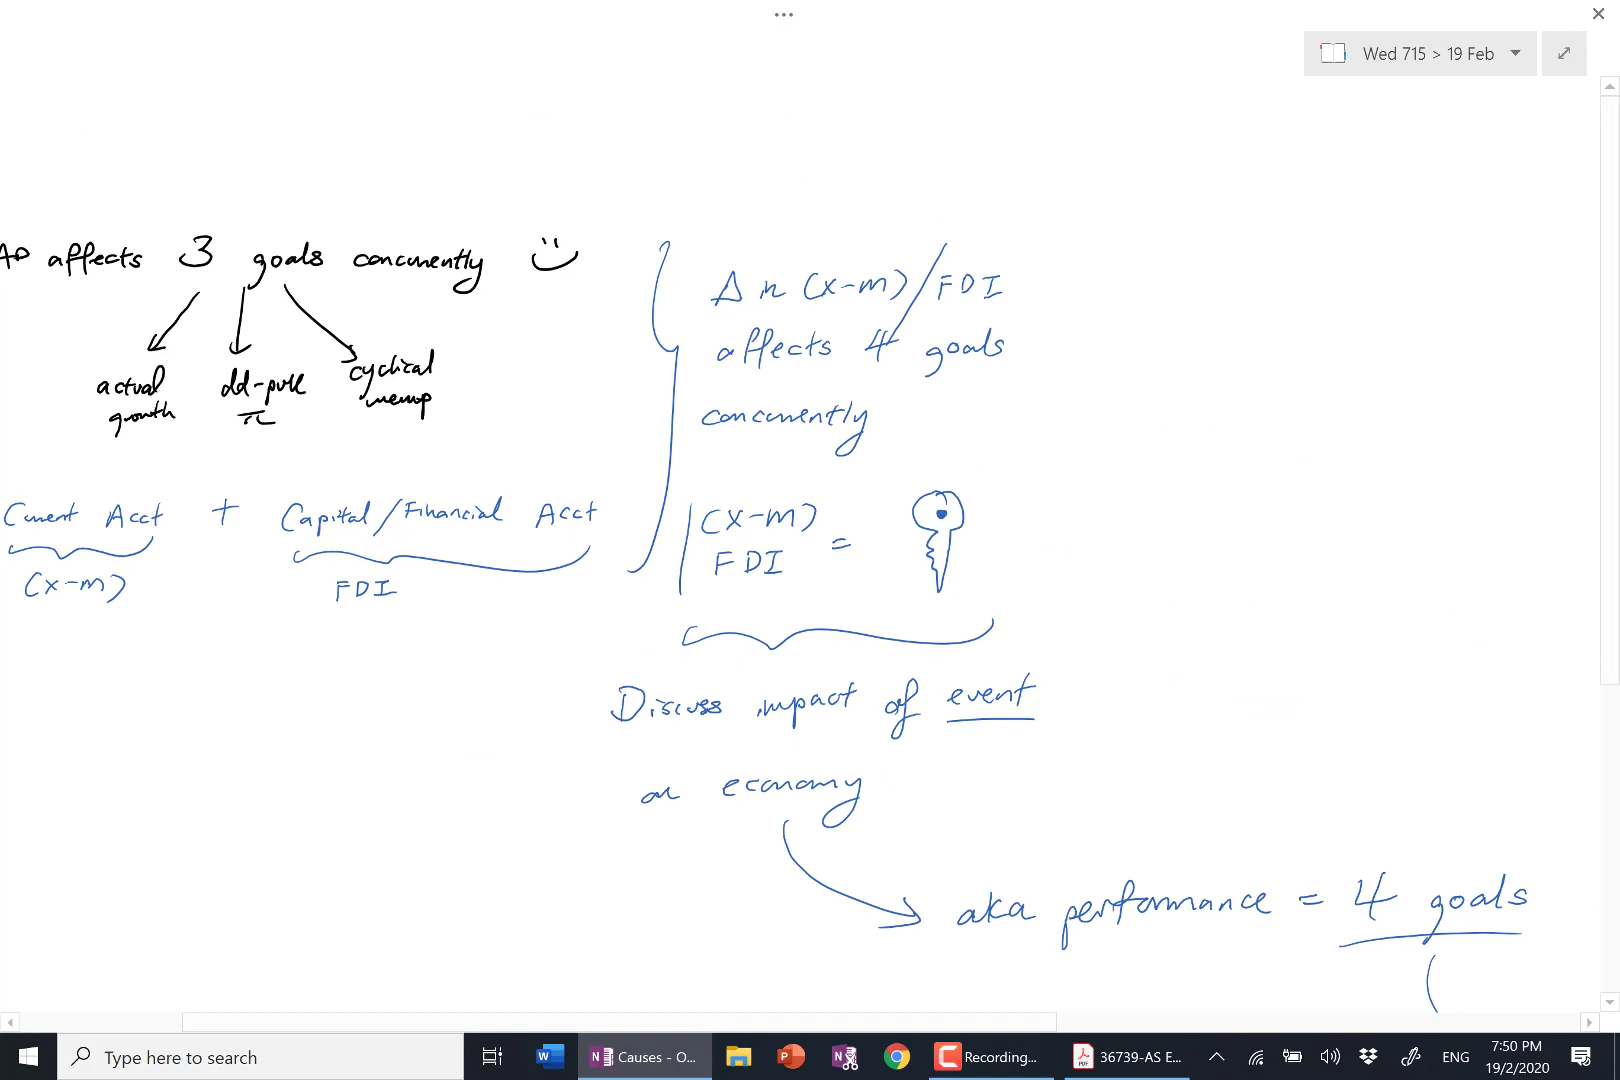 Wed 715 > 19 Feb
AD affects 3 goals concurrently
actual growth
dd-pull π
cyclical unemp
Current Acct + Capital/Financial Acct
(X-M)
FDI
Δ in (X-M)/FDI
affects 4 goals
concurrently
(X-M)
FDI =
Discuss impact of event
on economy
aka performance = 4 goals
Type here to search
Causes - O...
Recording...
36739-AS E...
ENG
7:50 PM
19/2/2020